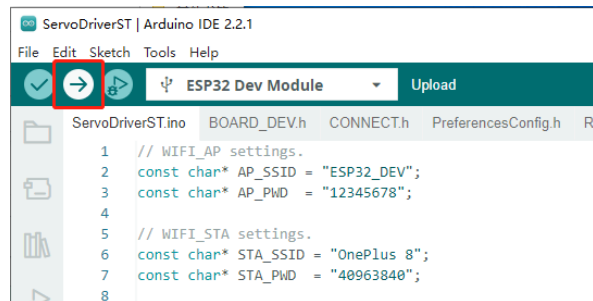 ServoDriverST | Arduino IDE 2.2.1
File Edit Sketch Tools Help
ESP32 Dev Module Upload
ServoDriverST.ino BOARD_DEV.h CONNECT.h PreferencesConfig.h R
1 // WIFI_AP settings.
2 const char* AP_SSID = "ESP32_DEV";
3 const char* AP_PWD  = "12345678";
4
5 // WIFI_STA settings.
6 const char* STA_SSID = "OnePlus 8";
7 const char* STA_PWD  = "40963840";
8